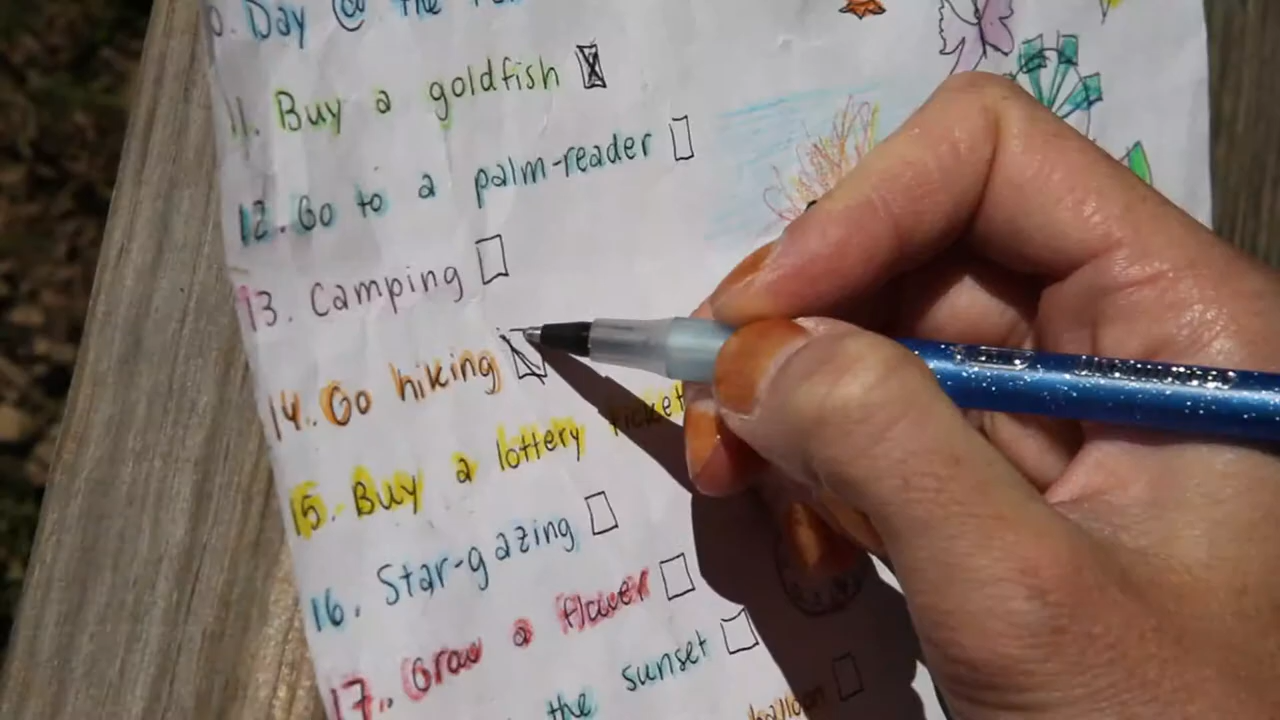 Day @ the
11. Buy a goldfish
12. Go to a palm-reader
13. Camping
14. Go hiking
15. Buy a lottery ticket
16. Star-gazing
17. Grow a flower
the sunset
balloon